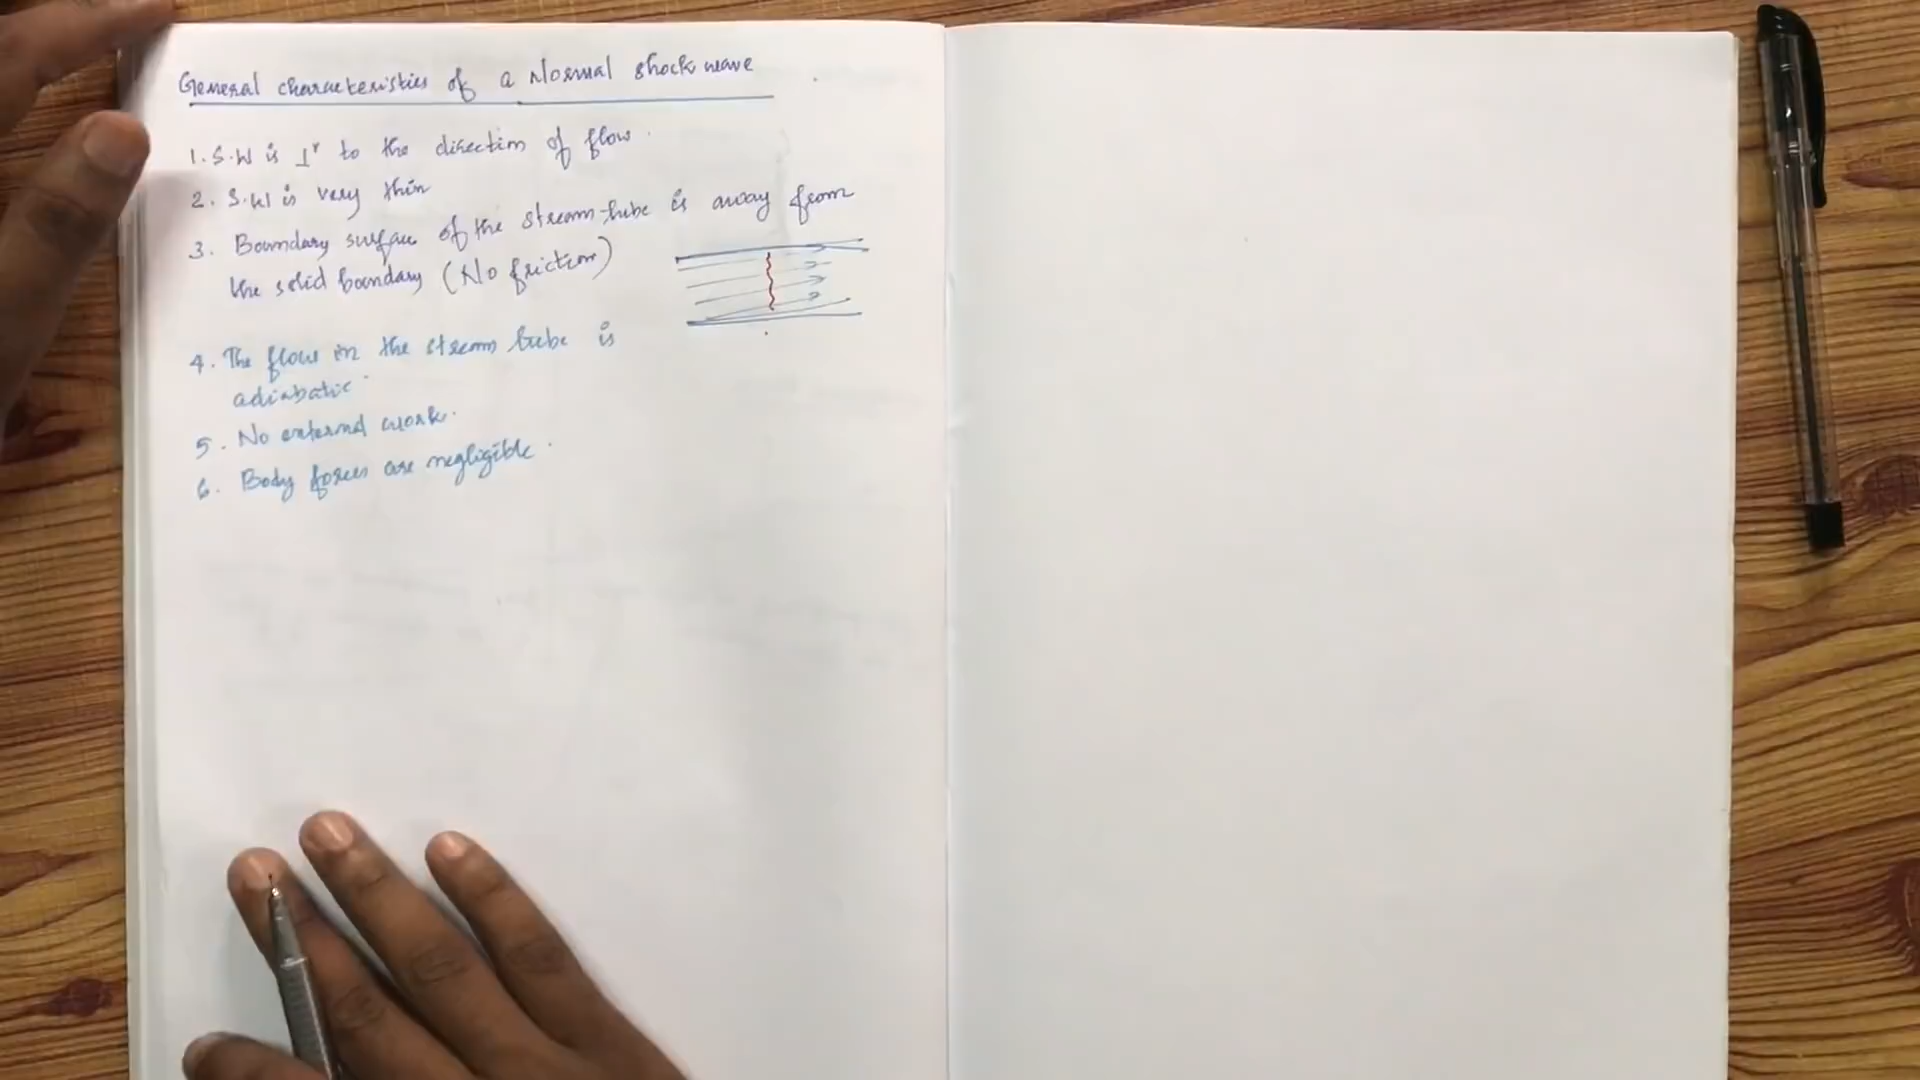 General characteristics of a Normal shock wave
1. S.W is ⊥r to the direction of flow.
2. S.W is very thin
3. Boundary surface of the stream-tube is away from
the solid boundary (No friction)
4. The flow in the stream tube is
adiabatic.
5. No external work.
6. Body forces are negligible.